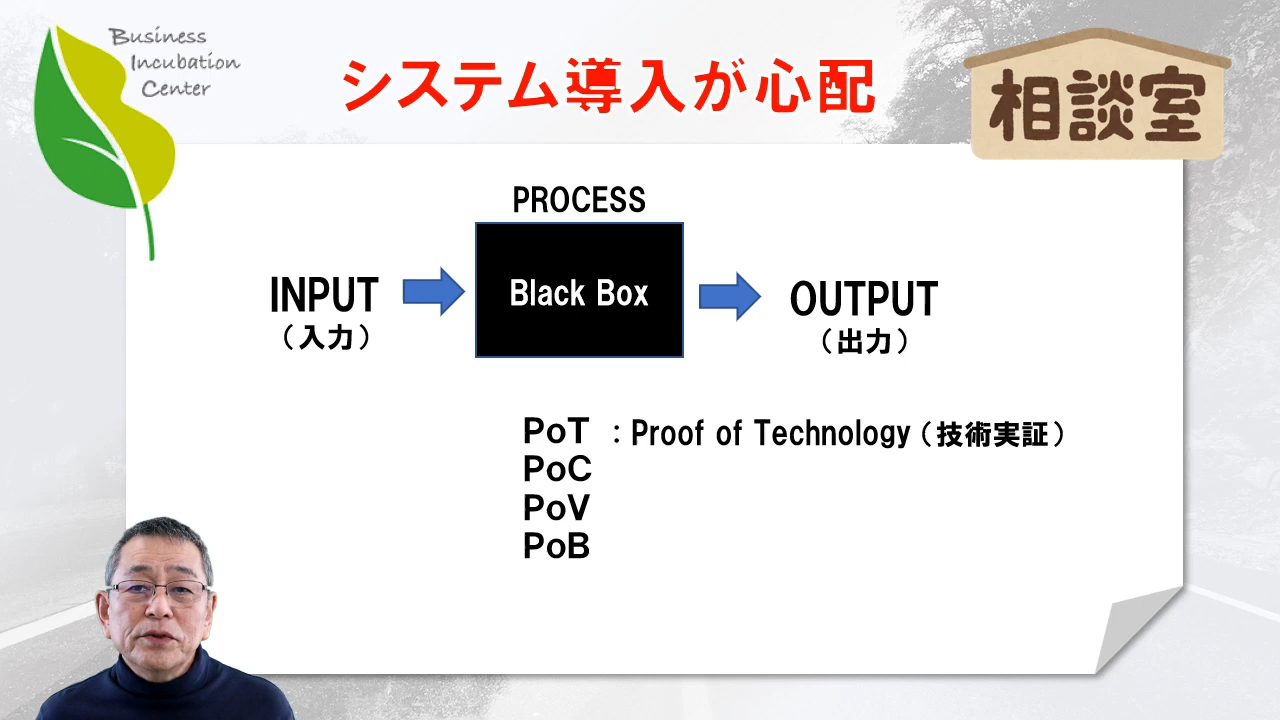 Business
Incubation
Center
システム導入が心配
相談室
PROCESS
INPUT
（入力）
Black Box
OUTPUT
（出力）
PoT ：Proof of Technology（技術実証）
PoC
PoV
PoB